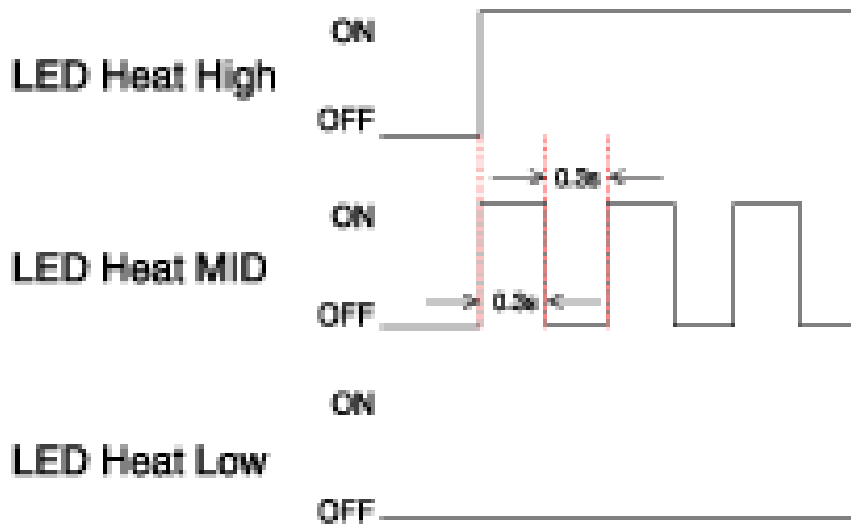 ON
LED Heat High
OFF
0.3s
ON
LED Heat MID
0.3s
OFF
ON
LED Heat Low
OFF